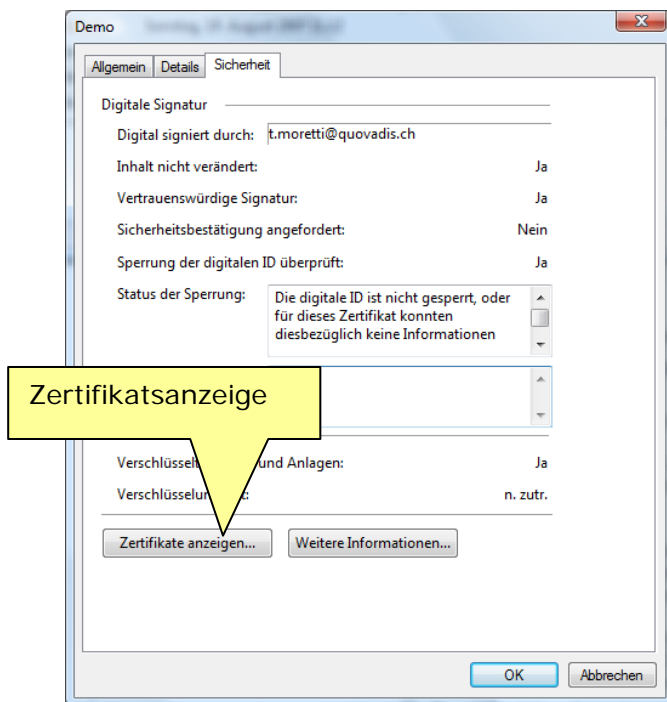 Demo
Allgemein Details Sicherheit
Digitale Signatur
Digital signiert durch: t.moretti@quovadis.ch
Inhalt nicht verändert: Ja
Vertrauenswürdige Signatur: Ja
Sicherheitsbestätigung angefordert: Nein
Sperrung der digitalen ID überprüft: Ja
Status der Sperrung: Die digitale ID ist nicht gesperrt, oder
für dieses Zertifikat konnten
diesbezüglich keine Informationen
Zertifikatsanzeige
und Anlagen: Ja
n. zutr.
Zertifikate anzeigen... Weitere Informationen...
OK Abbrechen